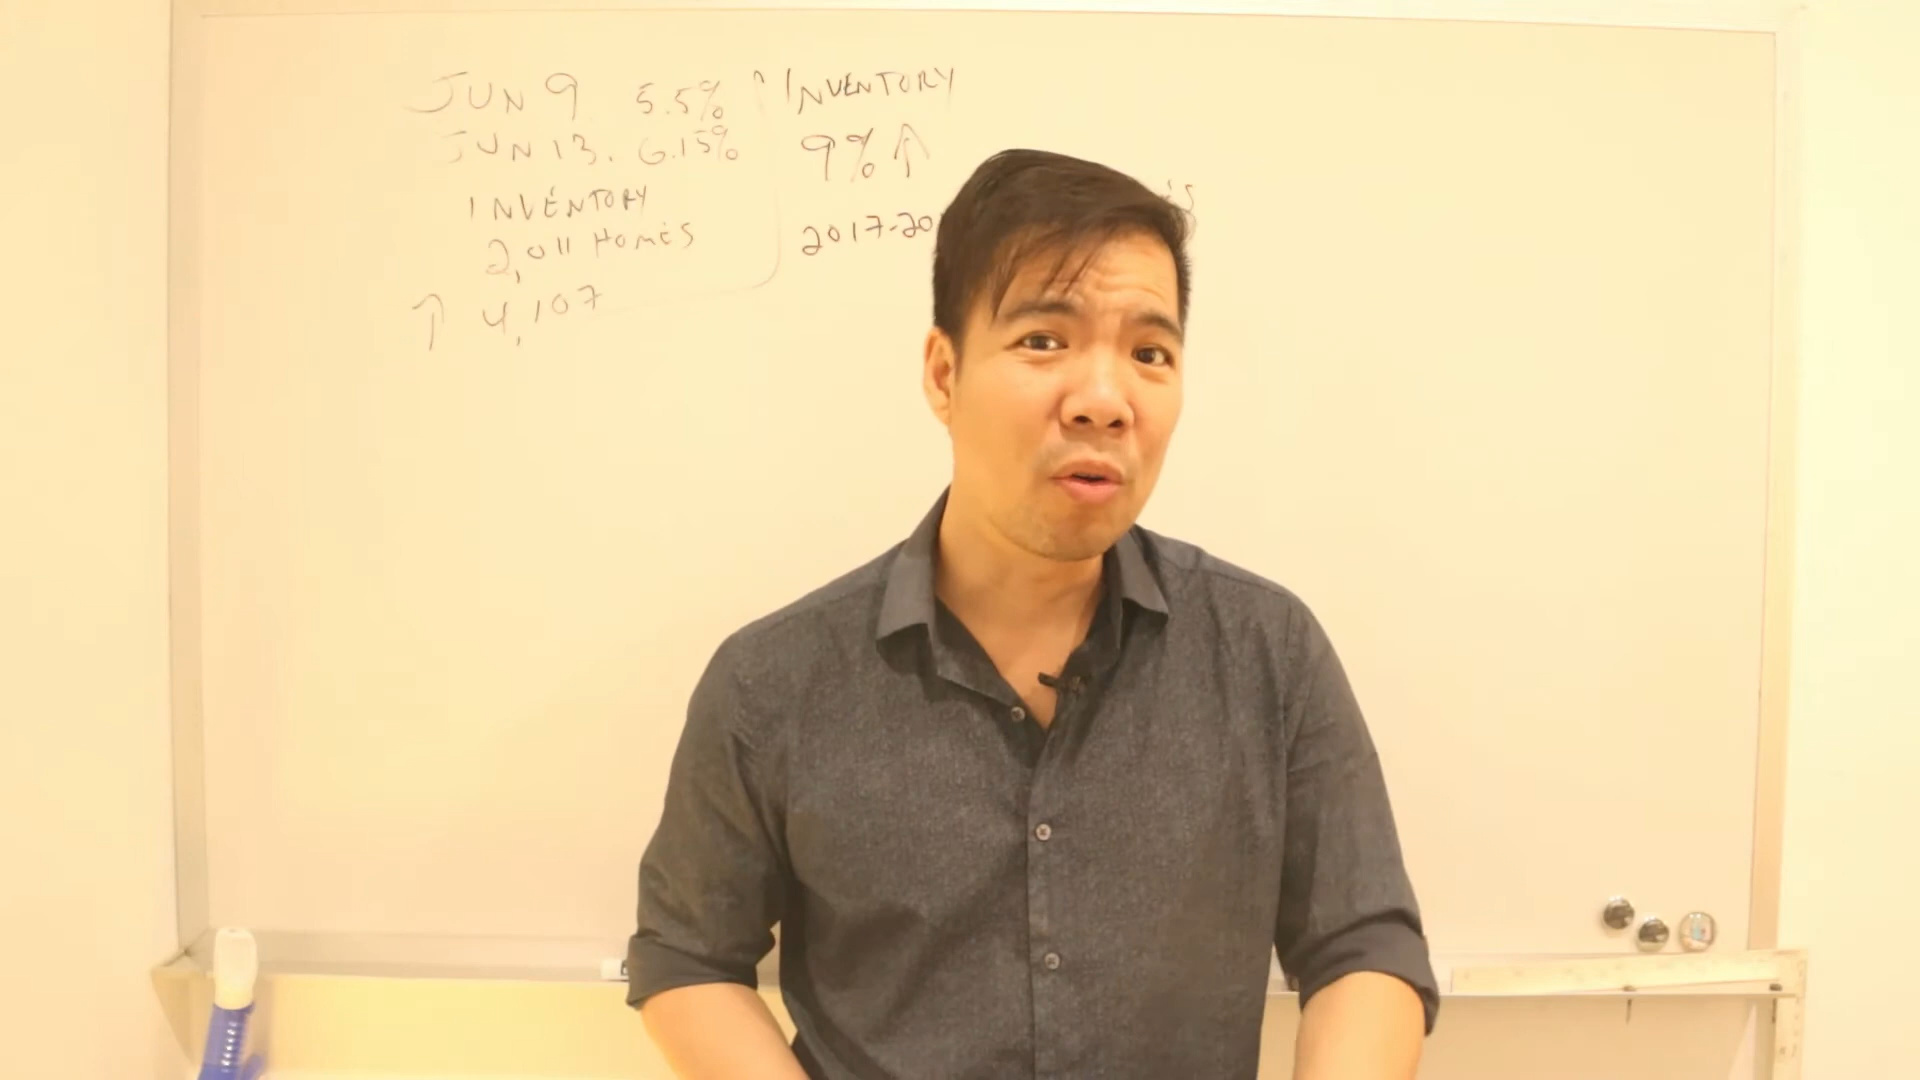 JUN 9 5.5%
JUN 13. 6.15%
INVENTORY
2,011 HOMES
↑ 4,107
↑ INVENTORY
9% ↑